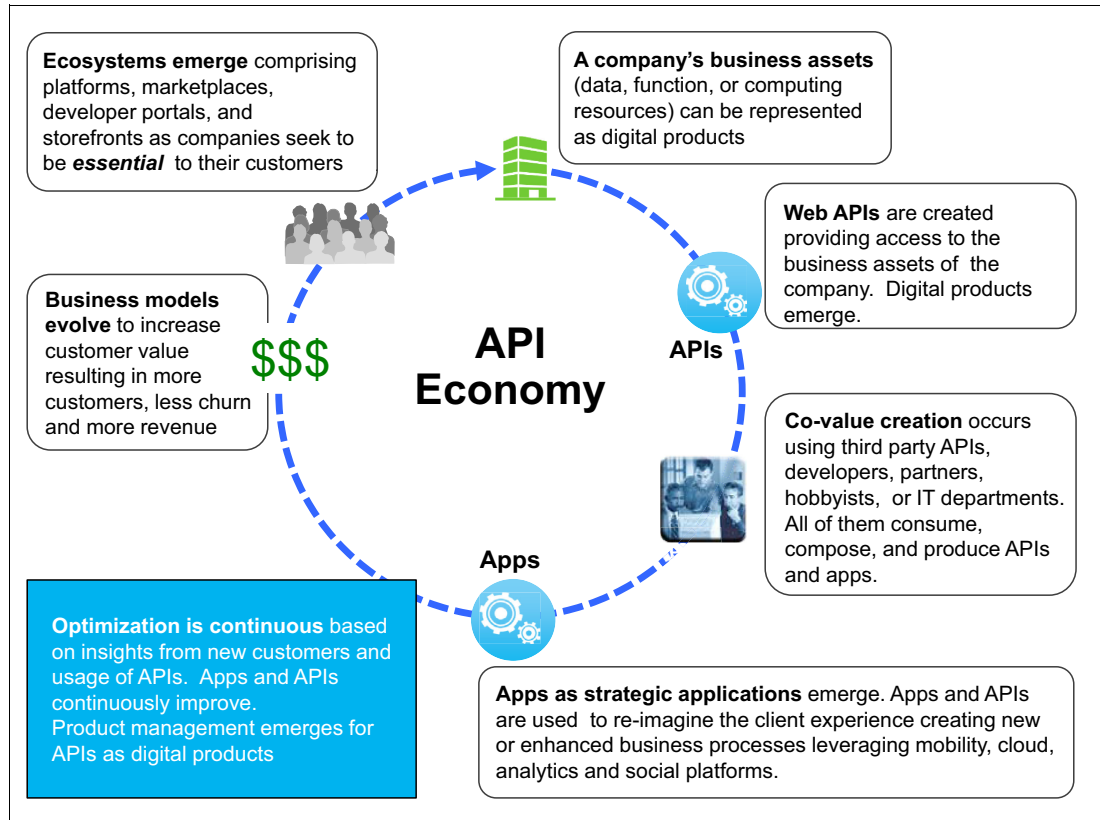 Ecosystems emerge comprising
platforms, marketplaces,
developer portals, and
storefronts as companies seek to
be essential to their customers
A company's business assets
(data, function, or computing
resources) can be represented
as digital products
Web APIs are created
providing access to the
business assets of the
company. Digital products
emerge.
Business models
evolve to increase
customer value
resulting in more
customers, less churn
and more revenue
$$$
API
Economy
APIs
Co-value creation occurs
using third party APIs,
developers, partners,
hobbyists, or IT departments.
All of them consume,
compose, and produce APIs
and apps.
Apps
Optimization is continuous based
on insights from new customers and
usage of APIs. Apps and APIs
continuously improve.
Product management emerges for
APIs as digital products
Apps as strategic applications emerge. Apps and APIs
are used to re-imagine the client experience creating new
or enhanced business processes leveraging mobility, cloud,
analytics and social platforms.